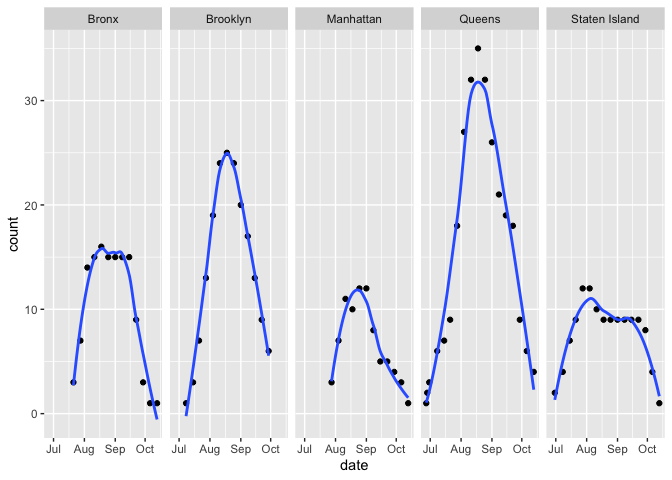 Bronx Brooklyn Manhattan Queens Staten Island
30
20
10
0
count
Jul Aug Sep Oct Jul Aug Sep Oct Jul Aug Sep Oct Jul Aug Sep Oct Jul Aug Sep Oct
date